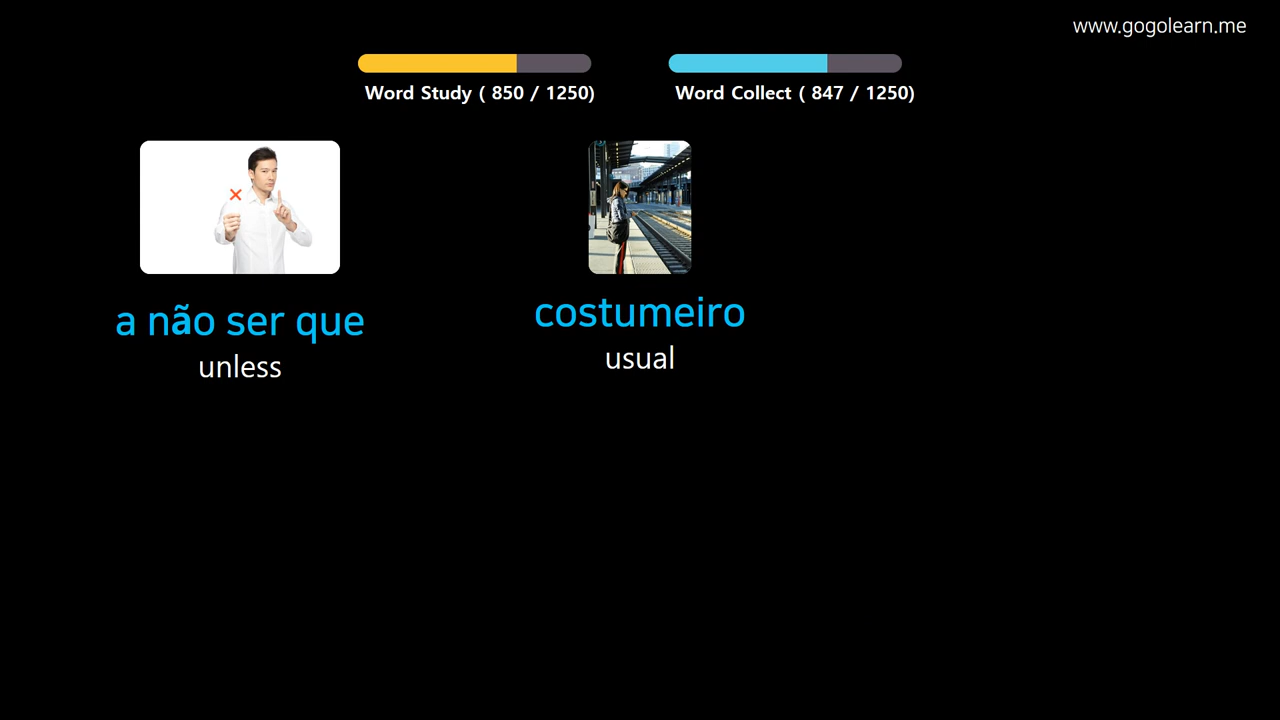 www.gogolearn.me
Word Study ( 850 / 1250)
Word Collect ( 847 / 1250)
a não ser que
unless
costumeiro
usual